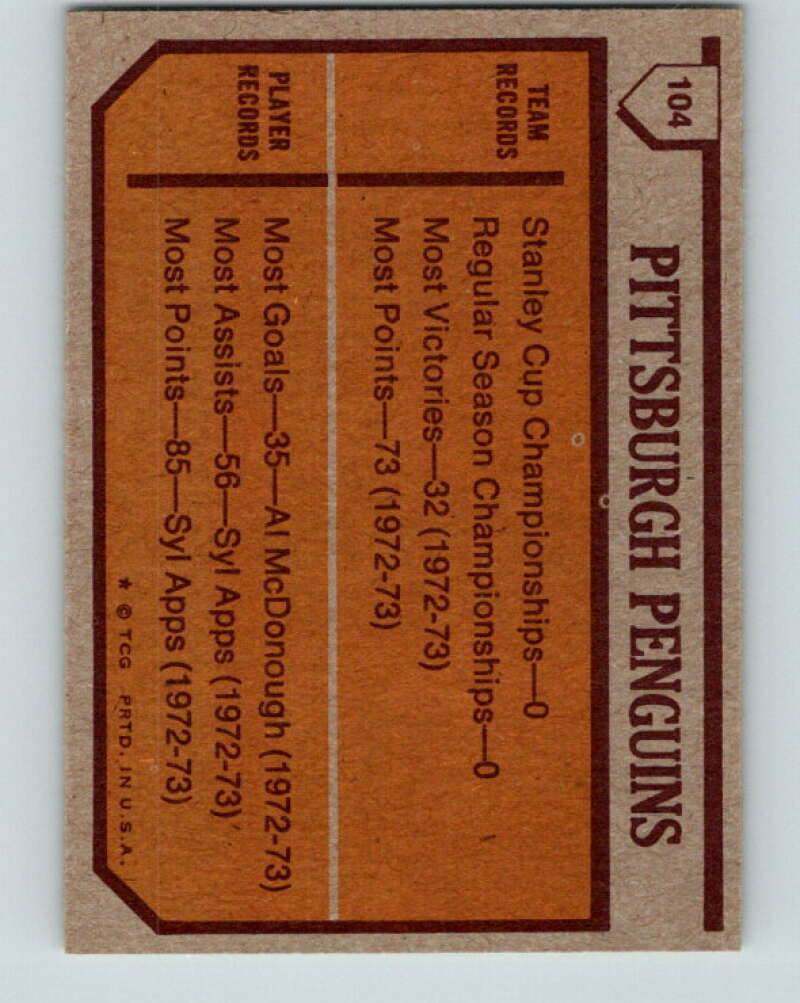 104
PITTSBURGH PENGUINS
TEAM
RECORDS
Stanley Cup Championships—0
Regular Season Championships—0
Most Victories—32 (1972-73)
Most Points—73 (1972-73)
PLAYER
RECORDS
Most Goals—35—Al McDonough (1972-73)
Most Assists—56—Syl Apps (1972-73)
Most Points—85—Syl Apps (1972-73)
* © TCG PRTD. IN U.S.A.